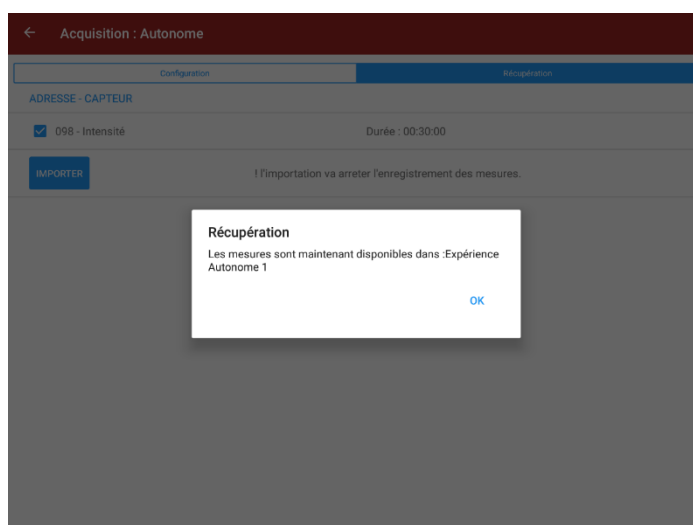 Acquisition : Autonome
Configuration
Récupération
ADRESSE - CAPTEUR
098 - Intensité
Durée : 00:30:00
IMPORTER
! l'importation va arreter l'enregistrement des mesures.
Récupération
Les mesures sont maintenant disponibles dans :Expérience
Autonome 1
OK